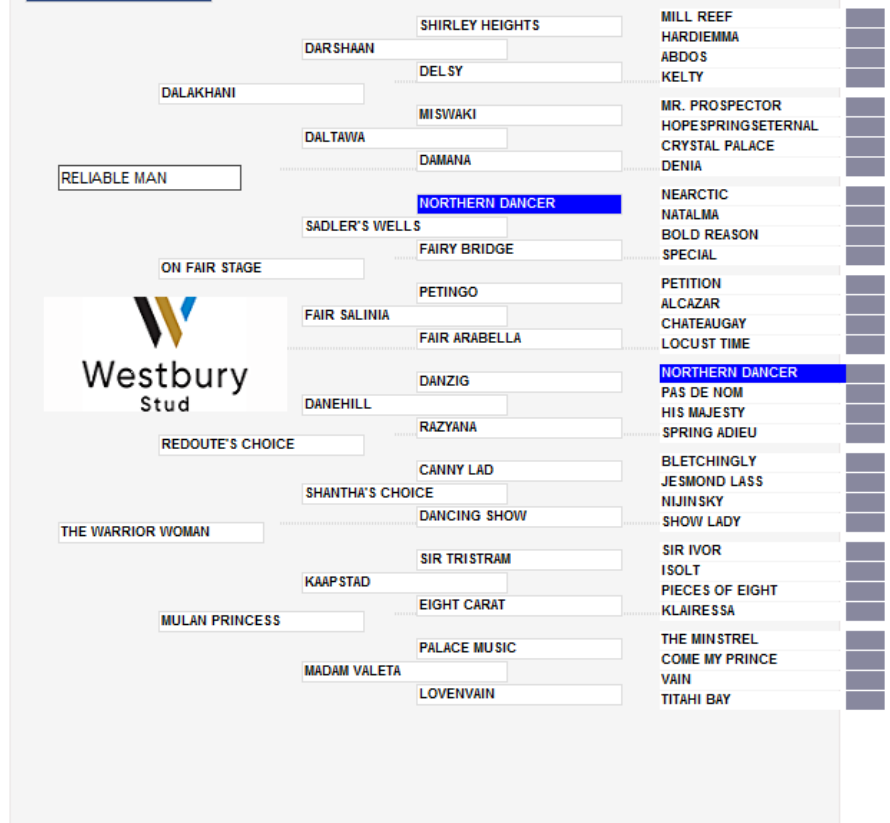 SHIRLEY HEIGHTS
MILL REEF
HARDIEMMA
DARSHAAN
ABDOS
DELSY
KELTY
DALAKHANI
MISWAKI
MR. PROSPECTOR
HOPESPRINGSETERNAL
DALTAWA
CRYSTAL PALACE
DAMANA
DENIA
RELIABLE MAN
NORTHERN DANCER
NEARCTIC
NATALMA
SADLER'S WELLS
BOLD REASON
FAIRY BRIDGE
SPECIAL
ON FAIR STAGE
PETINGO
PETITION
ALCAZAR
FAIR SALINIA
CHATEAUGAY
FAIR ARABELLA
LOCUST TIME
Westbury
Stud
DANZIG
NORTHERN DANCER
PAS DE NOM
DANEHILL
HIS MAJESTY
RAZYANA
SPRING ADIEU
REDOUTE'S CHOICE
CANNY LAD
BLETCHINGLY
JESMOND LASS
SHANTHA'S CHOICE
NIJINSKY
DANCING SHOW
SHOW LADY
THE WARRIOR WOMAN
SIR TRISTRAM
SIR IVOR
ISOLT
KAAPSTAD
PIECES OF EIGHT
EIGHT CARAT
KLAIRESSA
MULAN PRINCESS
PALACE MUSIC
THE MINSTREL
COME MY PRINCE
MADAM VALETA
VAIN
LOVENVAIN
TITAHI BAY